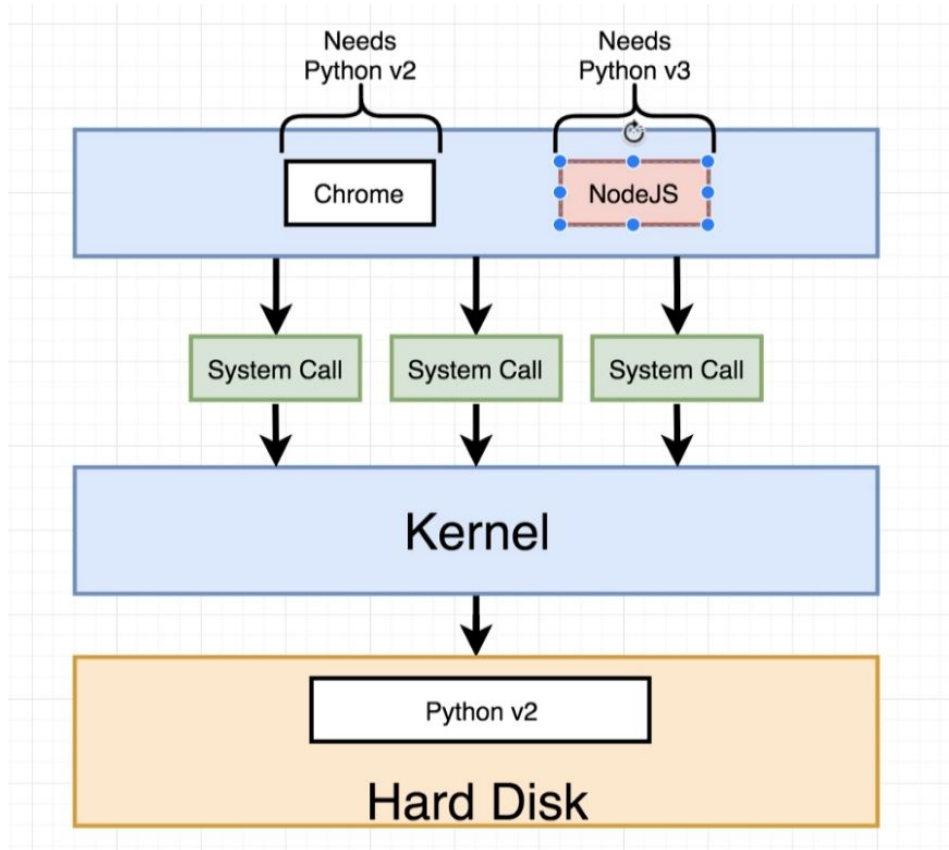 Needs
Python v2
Needs
Python v3
Chrome
NodeJS
System Call
System Call
System Call
Kernel
Python v2
Hard Disk